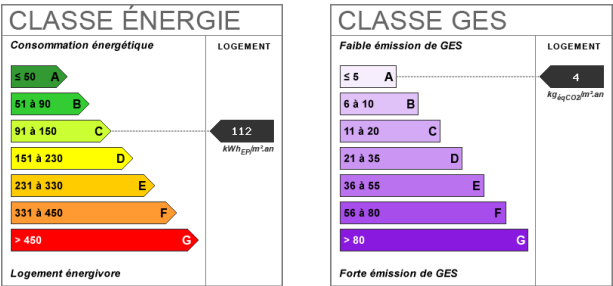 CLASSE ÉNERGIE
Consommation énergétique
LOGEMENT
≤ 50 A
51 à 90 B
91 à 150 C
112
kWhEP/m².an
151 à 230 D
231 à 330 E
331 à 450 F
> 450 G
Logement énergivore
CLASSE GES
Faible émission de GES
LOGEMENT
≤ 5 A
4
kgéqCO2/m².an
6 à 10 B
11 à 20 C
21 à 35 D
36 à 55 E
56 à 80 F
> 80 G
Forte émission de GES